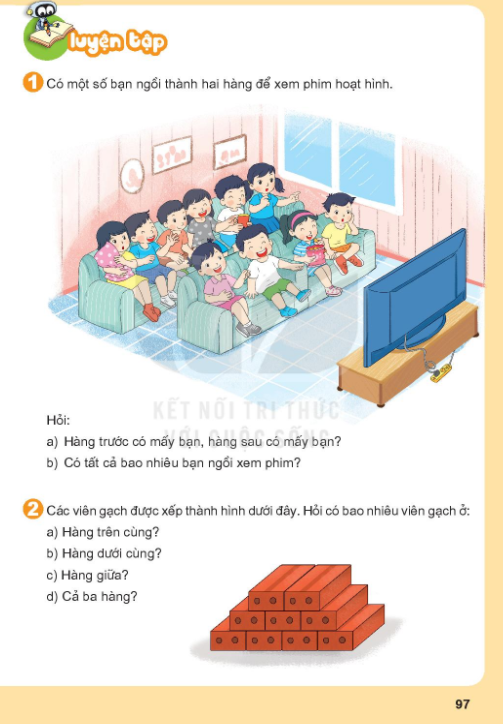 luyện tập
1 Có một số bạn ngồi thành hai hàng để xem phim hoạt hình.
KẾT NỐI TRI THỨC
VỚI CUỘC SỐNG
Hỏi:
a) Hàng trước có mấy bạn, hàng sau có mấy bạn?
b) Có tất cả bao nhiêu bạn ngồi xem phim?
2 Các viên gạch được xếp thành hình dưới đây. Hỏi có bao nhiêu viên gạch ở:
a) Hàng trên cùng?
b) Hàng dưới cùng?
c) Hàng giữa?
d) Cả ba hàng?
97